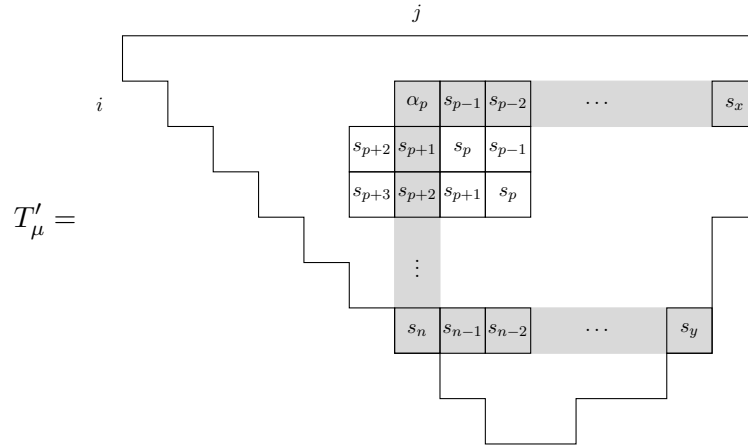 j
i
α_p s_{p−1} s_{p−2} ⋯ s_x
s_{p+2} s_{p+1} s_p s_{p−1}
s_{p+3} s_{p+2} s_{p+1} s_p
T′_μ =
⋮
s_n s_{n−1} s_{n−2} ⋯ s_y